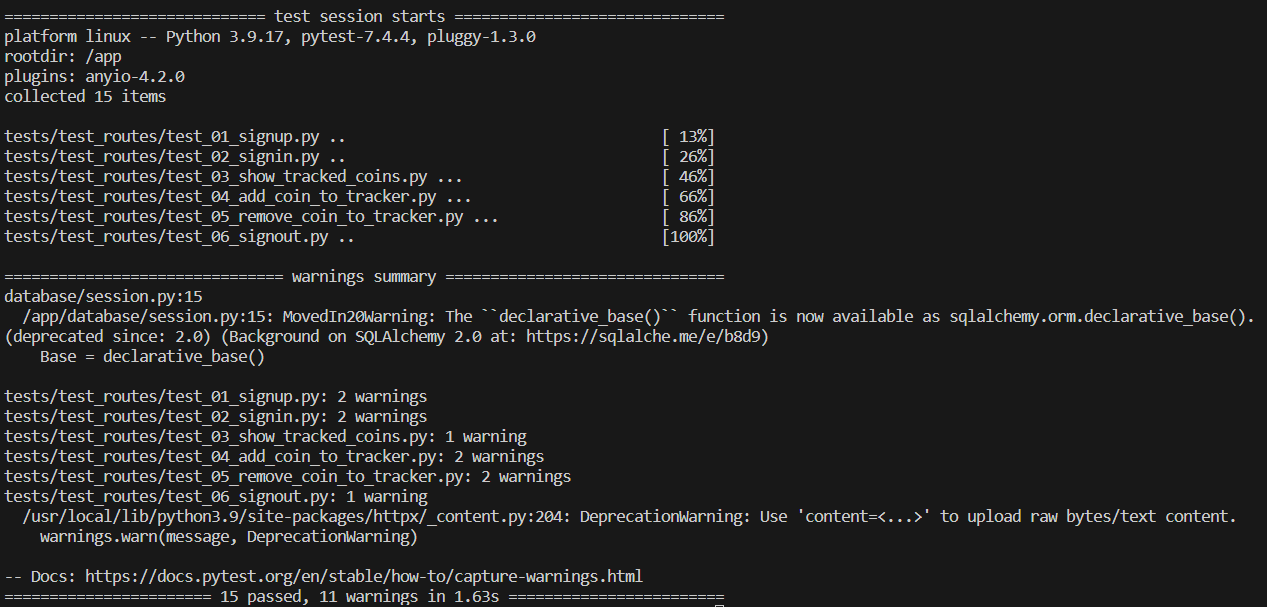 ============================= test session starts ==============================
platform linux -- Python 3.9.17, pytest-7.4.4, pluggy-1.3.0
rootdir: /app
plugins: anyio-4.2.0
collected 15 items
tests/test_routes/test_01_signup.py .. [ 13%]
tests/test_routes/test_02_signin.py .. [ 26%]
tests/test_routes/test_03_show_tracked_coins.py ... [ 46%]
tests/test_routes/test_04_add_coin_to_tracker.py ... [ 66%]
tests/test_routes/test_05_remove_coin_to_tracker.py ... [ 86%]
tests/test_routes/test_06_signout.py .. [100%]
=============================== warnings summary ===============================
database/session.py:15
/app/database/session.py:15: MovedIn20Warning: The ``declarative_base()`` function is now available as sqlalchemy.orm.declarative_base().
(deprecated since: 2.0) (Background on SQLAlchemy 2.0 at: https://sqlalche.me/e/b8d9)
Base = declarative_base()
tests/test_routes/test_01_signup.py: 2 warnings
tests/test_routes/test_02_signin.py: 2 warnings
tests/test_routes/test_03_show_tracked_coins.py: 1 warning
tests/test_routes/test_04_add_coin_to_tracker.py: 2 warnings
tests/test_routes/test_05_remove_coin_to_tracker.py: 2 warnings
tests/test_routes/test_06_signout.py: 1 warning
/usr/local/lib/python3.9/site-packages/httpx/_content.py:204: DeprecationWarning: Use 'content=<...>' to upload raw bytes/text content.
warnings.warn(message, DeprecationWarning)
-- Docs: https://docs.pytest.org/en/stable/how-to/capture-warnings.html
======================= 15 passed, 11 warnings in 1.63s ========================